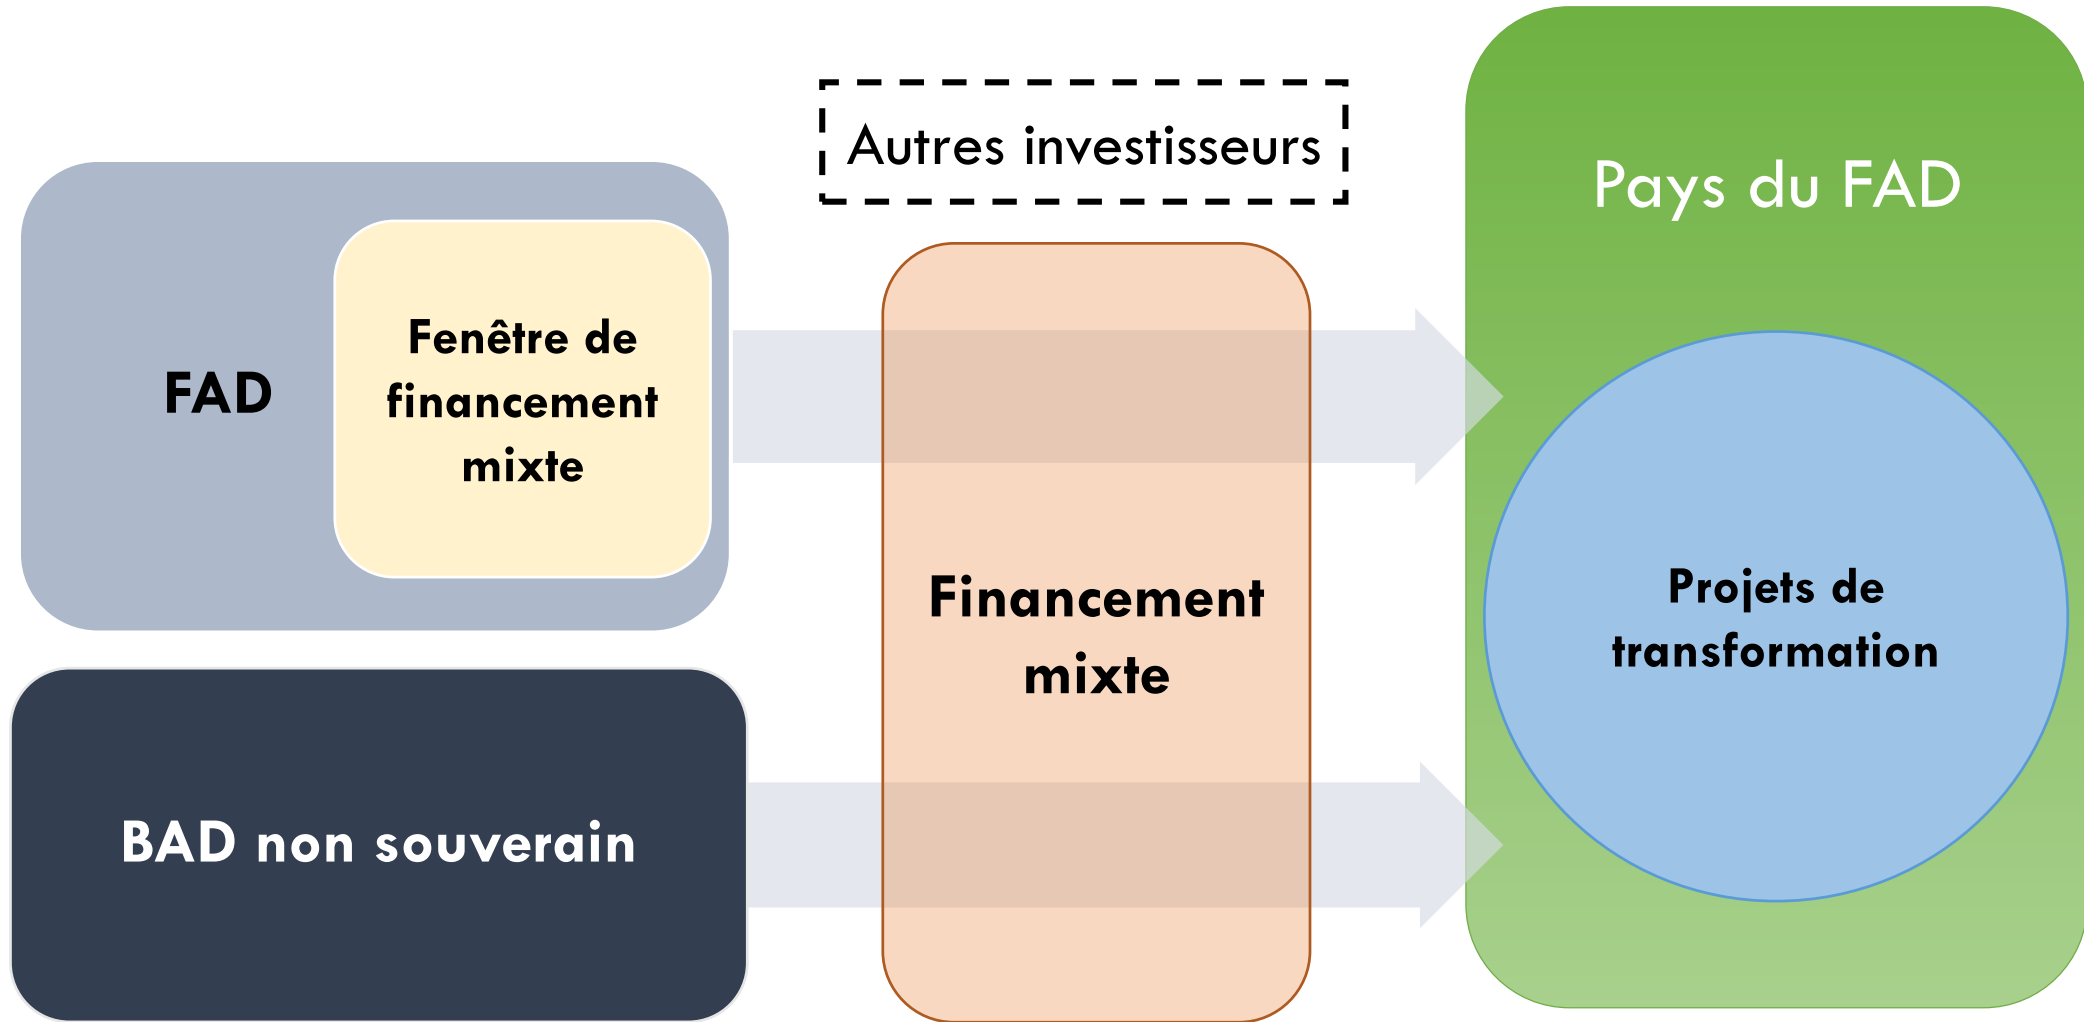 Autres investisseurs
Pays du FAD
FAD
Fenêtre de
financement
mixte
Financement
mixte
Projets de
transformation
BAD non souverain